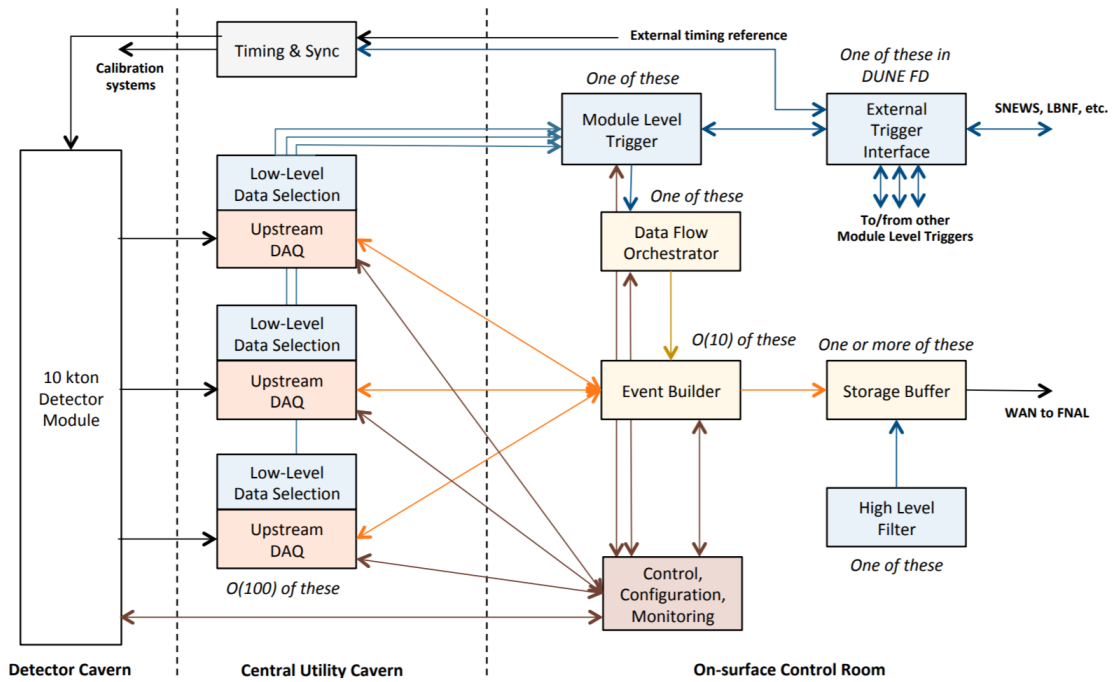 Timing & Sync
External timing reference
Calibration
systems
One of these
One of these in
DUNE FD
Module Level
Trigger
External
Trigger
Interface
SNEWS, LBNF, etc.
Low-Level
Data Selection
Upstream
DAQ
One of these
To/from other
Module Level Triggers
Data Flow
Orchestrator
Low-Level
Data Selection
Upstream
DAQ
O(10) of these
One or more of these
10 kton
Detector
Module
Event Builder
Storage Buffer
WAN to FNAL
Low-Level
Data Selection
Upstream
DAQ
High Level
Filter
One of these
O(100) of these
Control,
Configuration,
Monitoring
Detector Cavern
Central Utility Cavern
On-surface Control Room